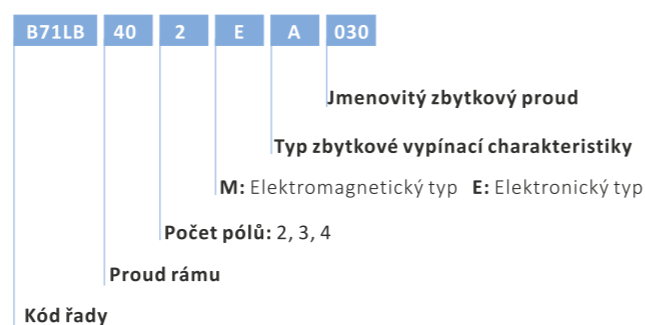 B71LB 40 2 E A 030
Jmenovitý zbytkový proud
Typ zbytkové vypínací charakteristiky
M: Elektromagnetický typ E: Elektronický typ
Počet pólů: 2, 3, 4
Proud rámu
Kód řady